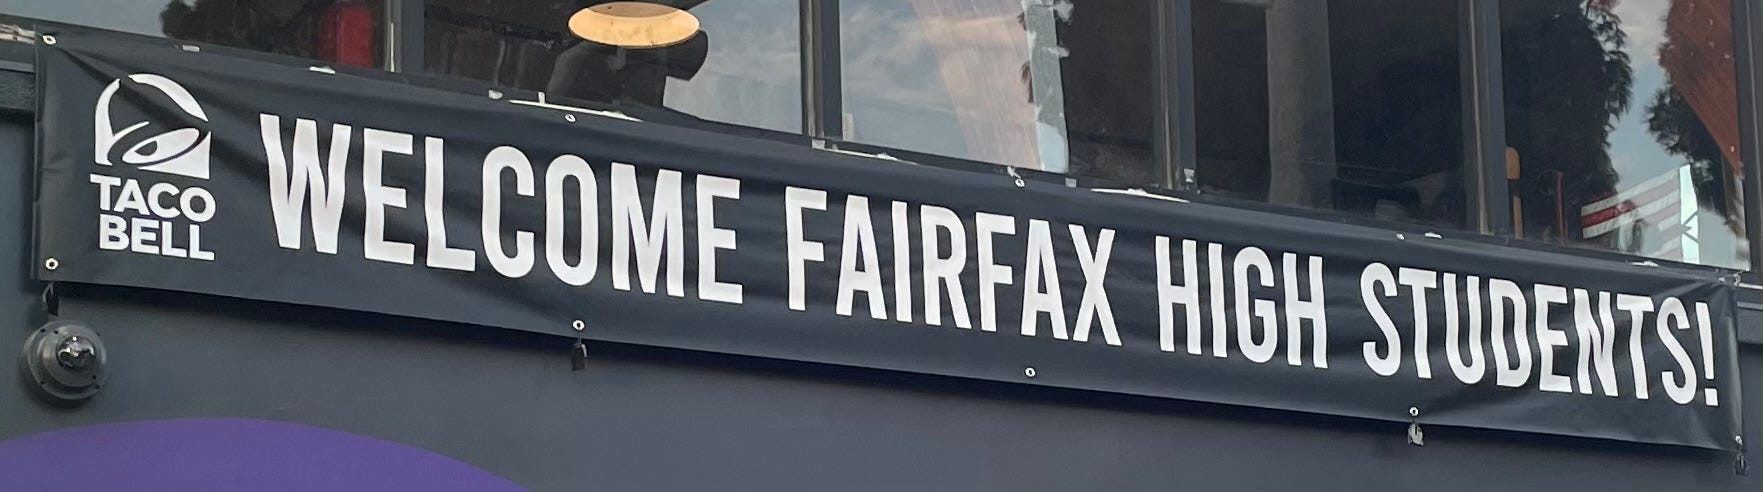 TACO
BELL
WELCOME FAIRFAX HIGH STUDENTS!